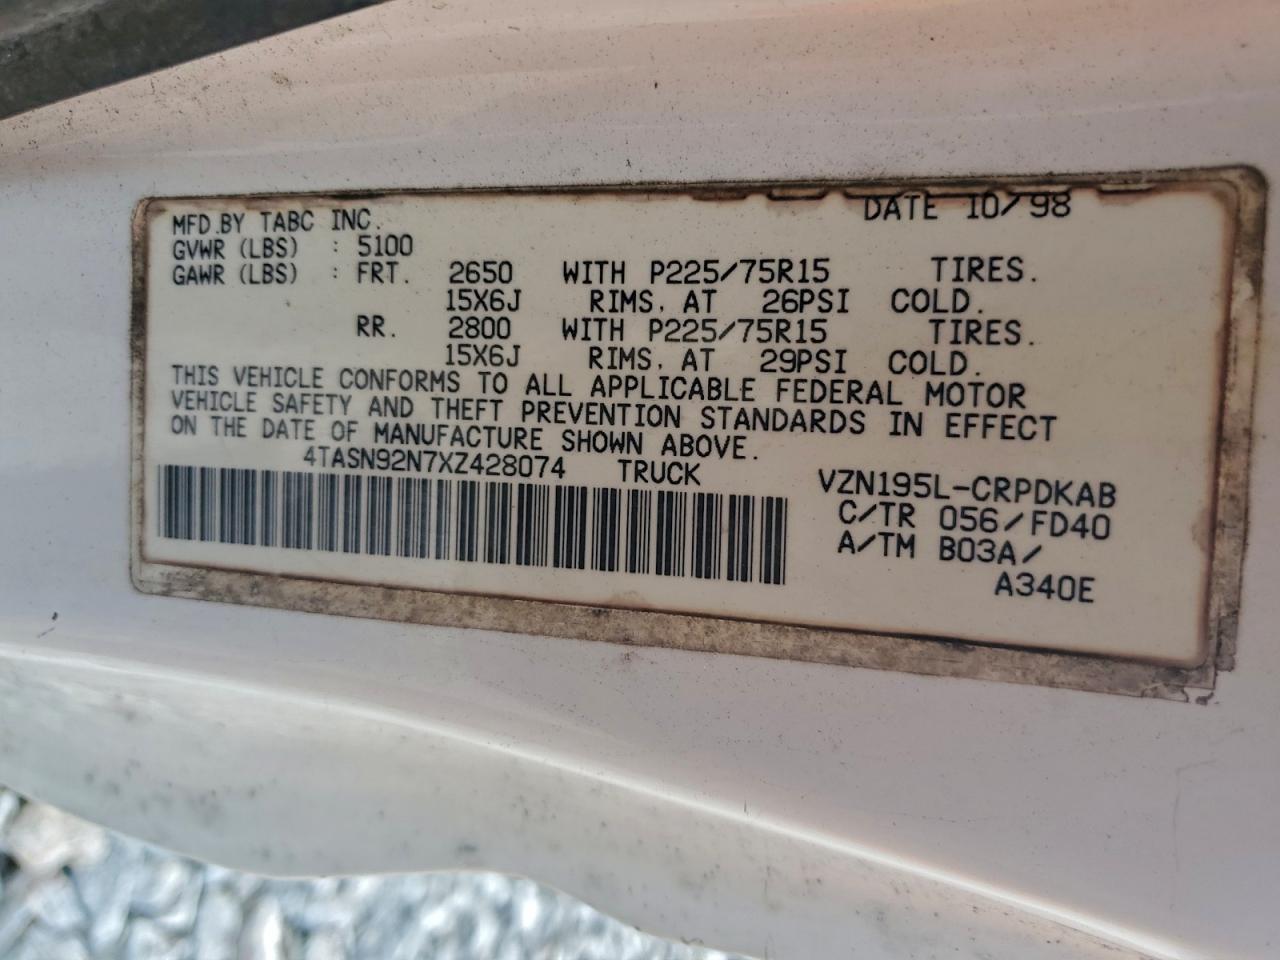 MFD.BY TABC INC. DATE 10/98
GVWR (LBS) : 5100
GAWR (LBS) : FRT. 2650 WITH P225/75R15 TIRES.
15X6J RIMS, AT 26PSI COLD.
RR. 2800 WITH P225/75R15 TIRES.
15X6J RIMS, AT 29PSI COLD.
THIS VEHICLE CONFORMS TO ALL APPLICABLE FEDERAL MOTOR
VEHICLE SAFETY AND THEFT PREVENTION STANDARDS IN EFFECT
ON THE DATE OF MANUFACTURE SHOWN ABOVE.
4TASN92N7XZ428074 TRUCK VZN195L-CRPDKAB
C/TR 056/FD40
A/TM B03A/
A340E